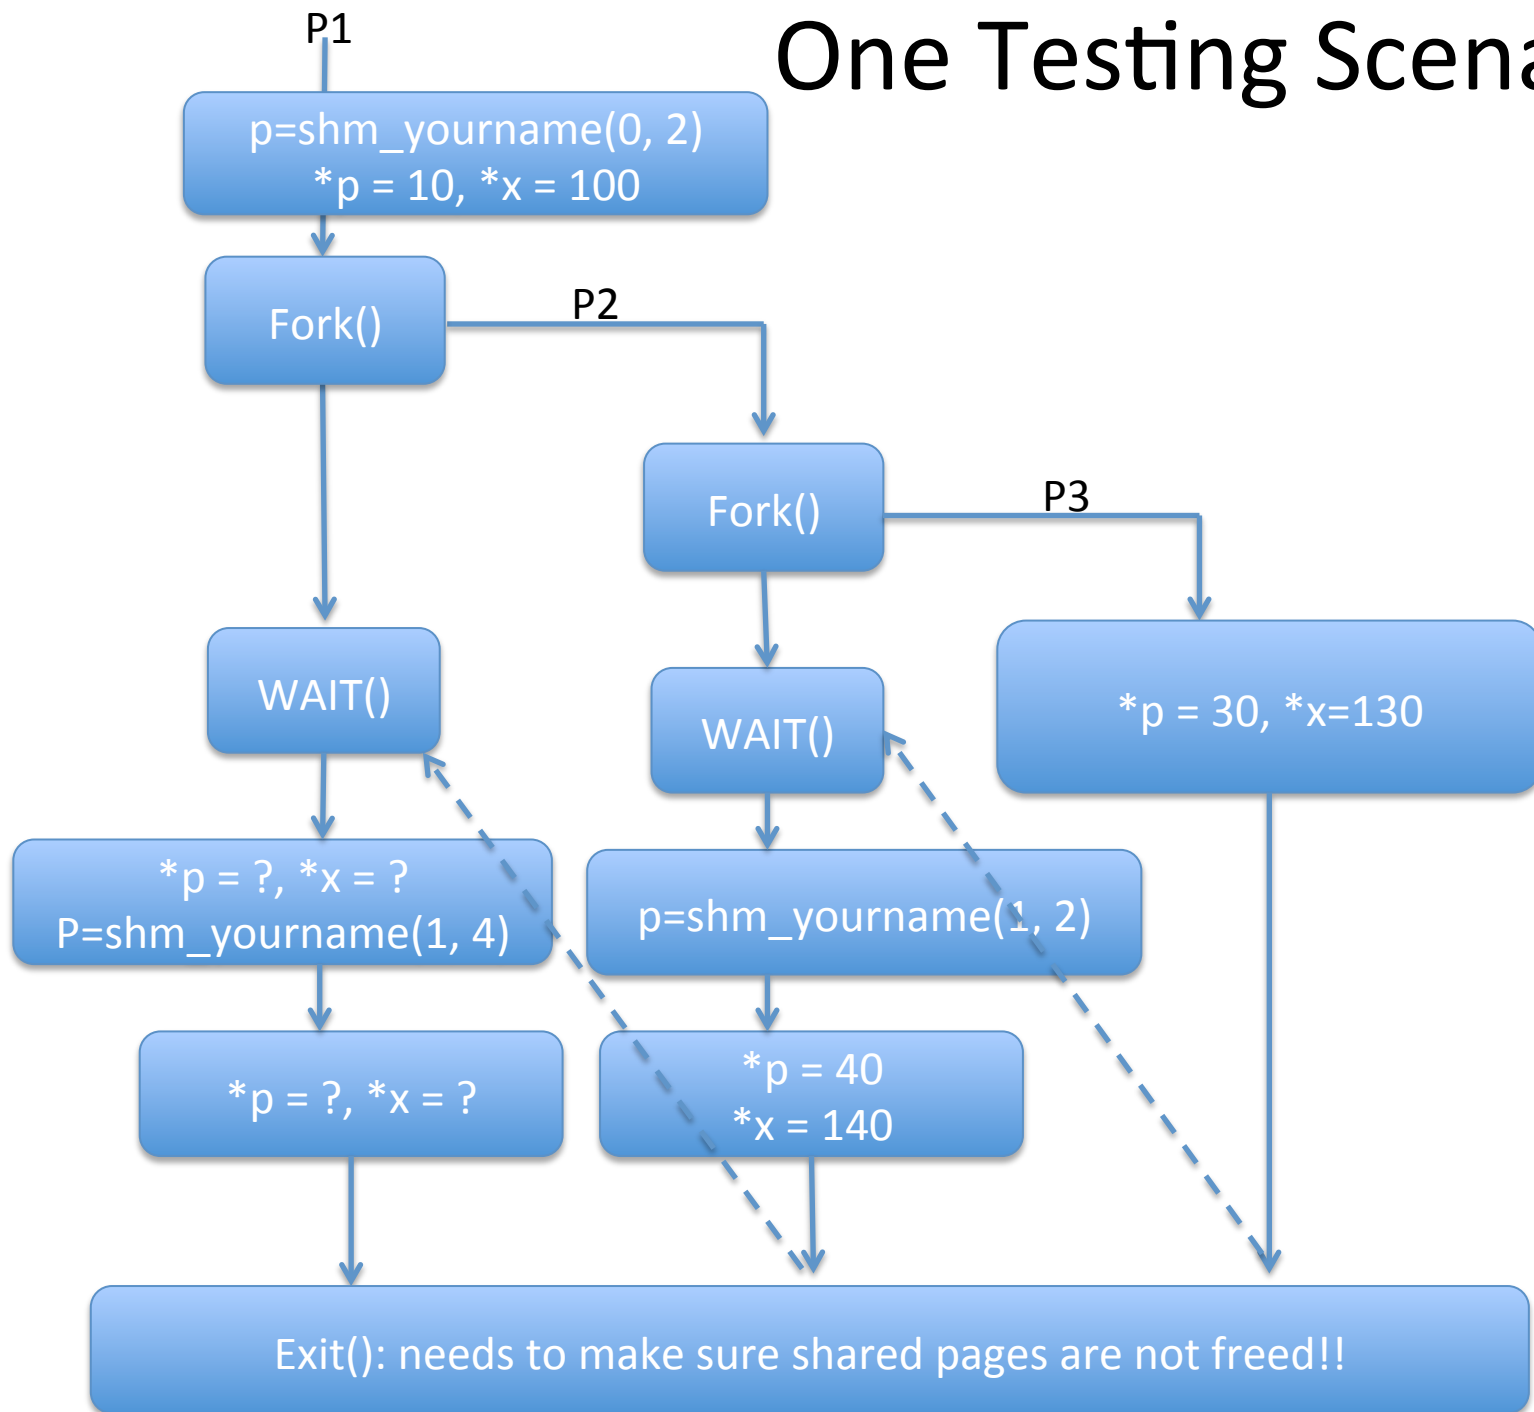 P1
One Testing Scena
p=shm_yourname(0, 2)
*p = 10, *x = 100
Fork()
P2
Fork()
P3
WAIT()
WAIT()
*p = 30, *x=130
*p = ?, *x = ?
P=shm_yourname(1, 4)
p=shm_yourname(1, 2)
*p = ?, *x = ?
*p = 40
*x = 140
Exit(): needs to make sure shared pages are not freed!!